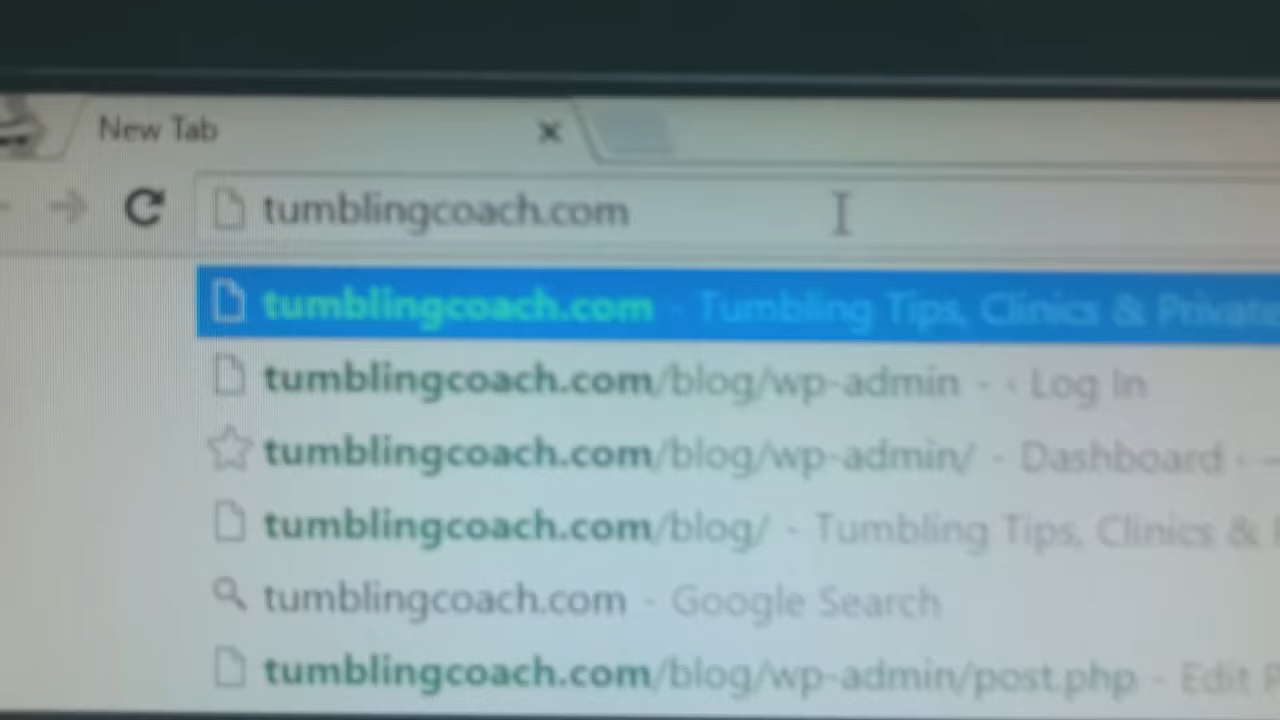 New Tab
tumblingcoach.com
tumblingcoach.com - Tumbling Tips, Clinics & Private
tumblingcoach.com/blog/wp-admin - ‹ Log In
tumblingcoach.com/blog/wp-admin/ - Dashboard ‹ —
tumblingcoach.com/blog/ - Tumbling Tips, Clinics &
tumblingcoach.com - Google Search
tumblingcoach.com/blog/wp-admin/post.php - Edit